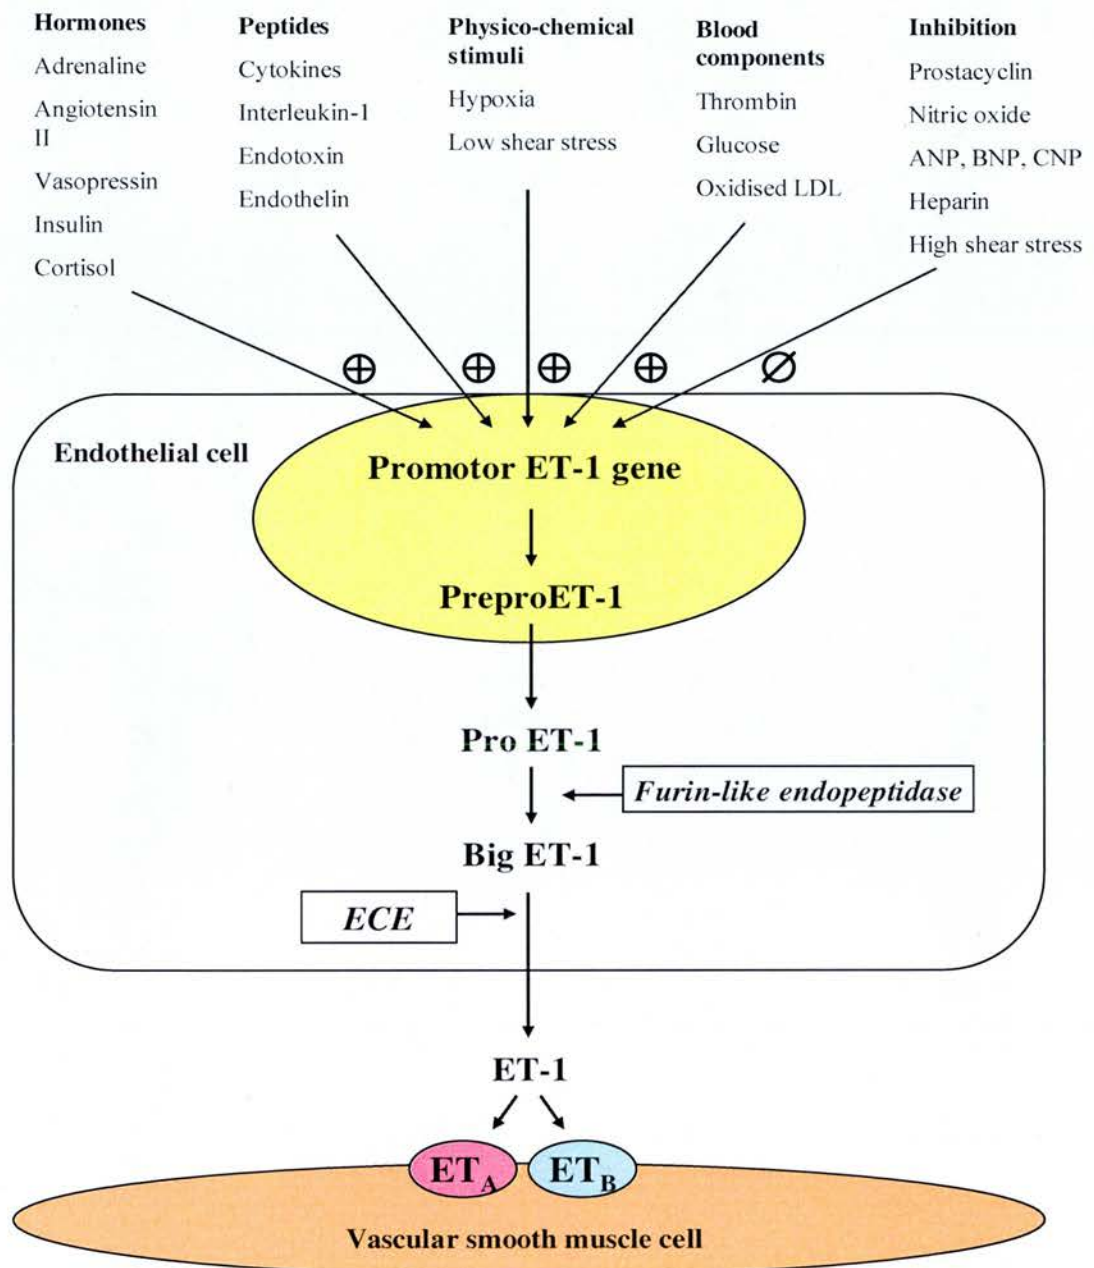 Hormones
Adrenaline
Angiotensin
II
Vasopressin
Insulin
Cortisol
Peptides
Cytokines
Interleukin-1
Endotoxin
Endothelin
Physico-chemical
stimuli
Hypoxia
Low shear stress
Blood
components
Thrombin
Glucose
Oxidised LDL
Inhibition
Prostacyclin
Nitric oxide
ANP, BNP, CNP
Heparin
High shear stress
Endothelial cell
Promotor ET-1 gene
PreproET-1
Pro ET-1
Furin-like endopeptidase
Big ET-1
ECE
ET-1
ETA
ETB
Vascular smooth muscle cell